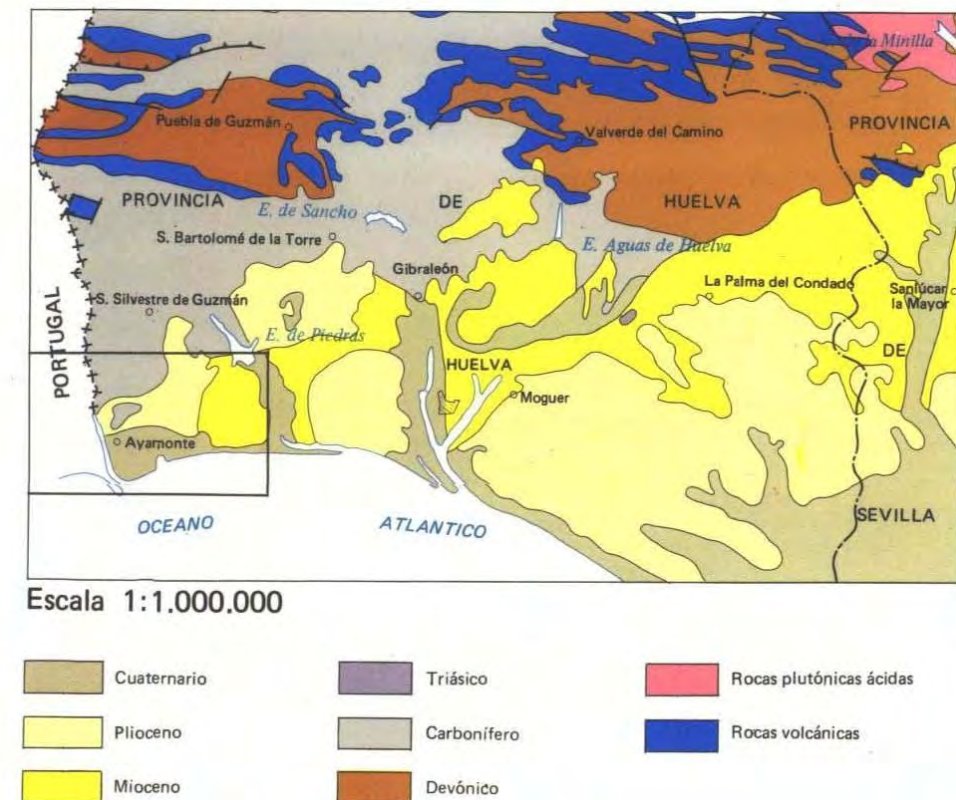 la Minilla
Puebla de Guzmán
Valverde del Camino
PROVINCIA
PROVINCIA
DE
HUELVA
E. de Sancho
S. Bartolomé de la Torre
E. Aguas de Huelva
Gibraleón
La Palma del Condado
Sanlúcar
la Mayor
S. Silvestre de Guzmán
E. de Piedras
PORTUGAL
HUELVA
DE
Moguer
Ayamonte
SEVILLA
OCEANO
ATLANTICO
Escala 1:1.000.000
Cuaternario
Triásico
Rocas plutónicas ácidas
Plioceno
Carbonífero
Rocas volcánicas
Mioceno
Devónico